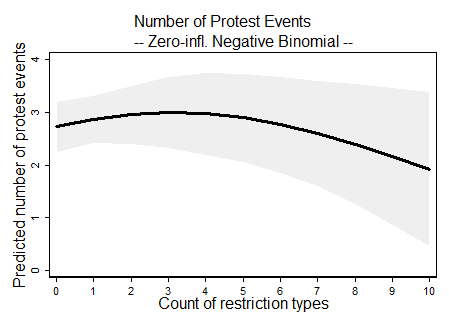 Number of Protest Events
-- Zero-infl. Negative Binomial --
Predicted number of protest events
4
3
2
1
0
0 1 2 3 4 5 6 7 8 9 10
Count of restriction types